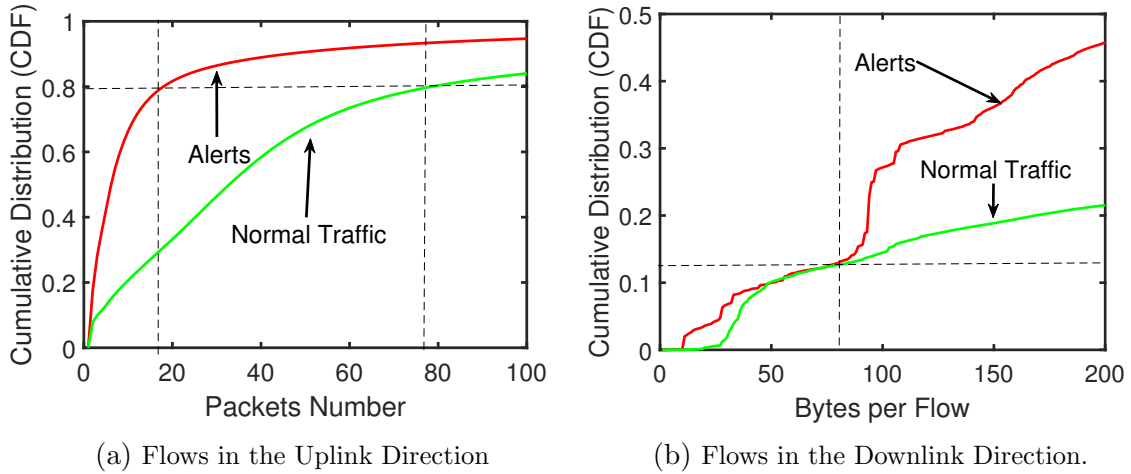 Cumulative Distribution (CDF)
1
0.8
0.6
0.4
0.2
0
Alerts
Normal Traffic
0 20 40 60 80 100
Packets Number
(a) Flows in the Uplink Direction
Cumulative Distribution (CDF)
0.5
0.4
0.3
0.2
0.1
0
Alerts
Normal Traffic
0 50 100 150 200
Bytes per Flow
(b) Flows in the Downlink Direction.